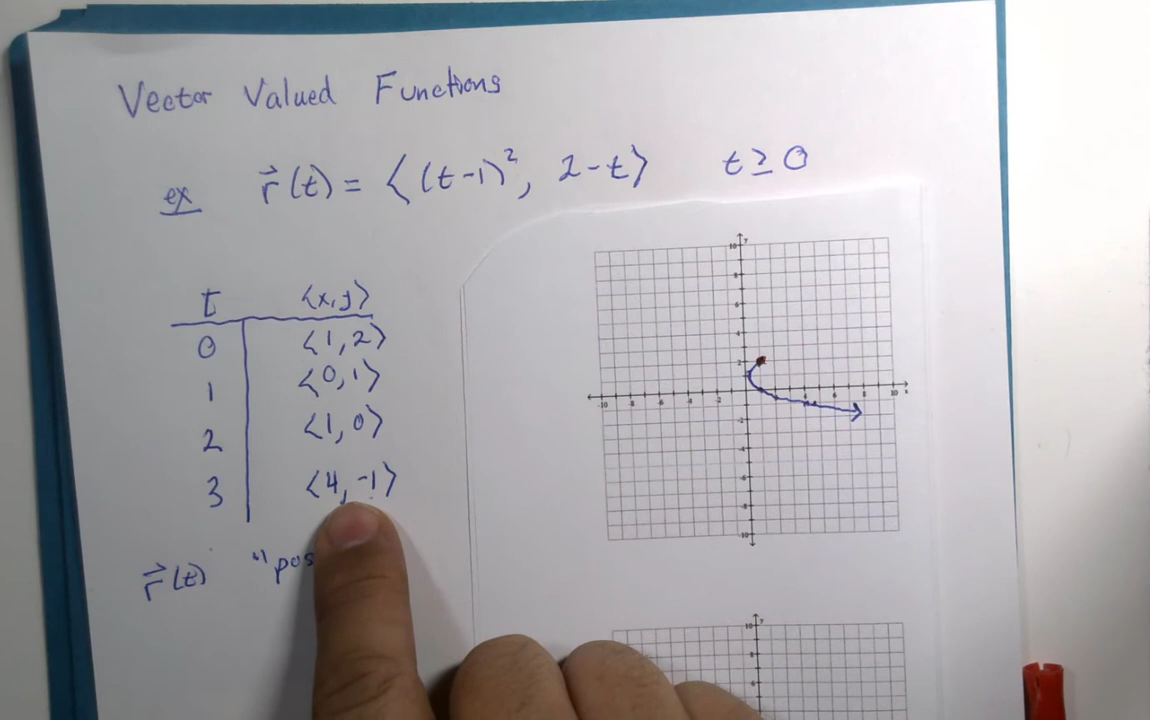 Vector Valued Functions
ex r⃗(t) = ⟨(t-1)², 2-t⟩ t ≥ 0
t ⟨x,y⟩
0 ⟨1,2⟩
1 ⟨0,1⟩
2 ⟨1,0⟩
3 ⟨4,-1⟩
r⃗(t) "pos